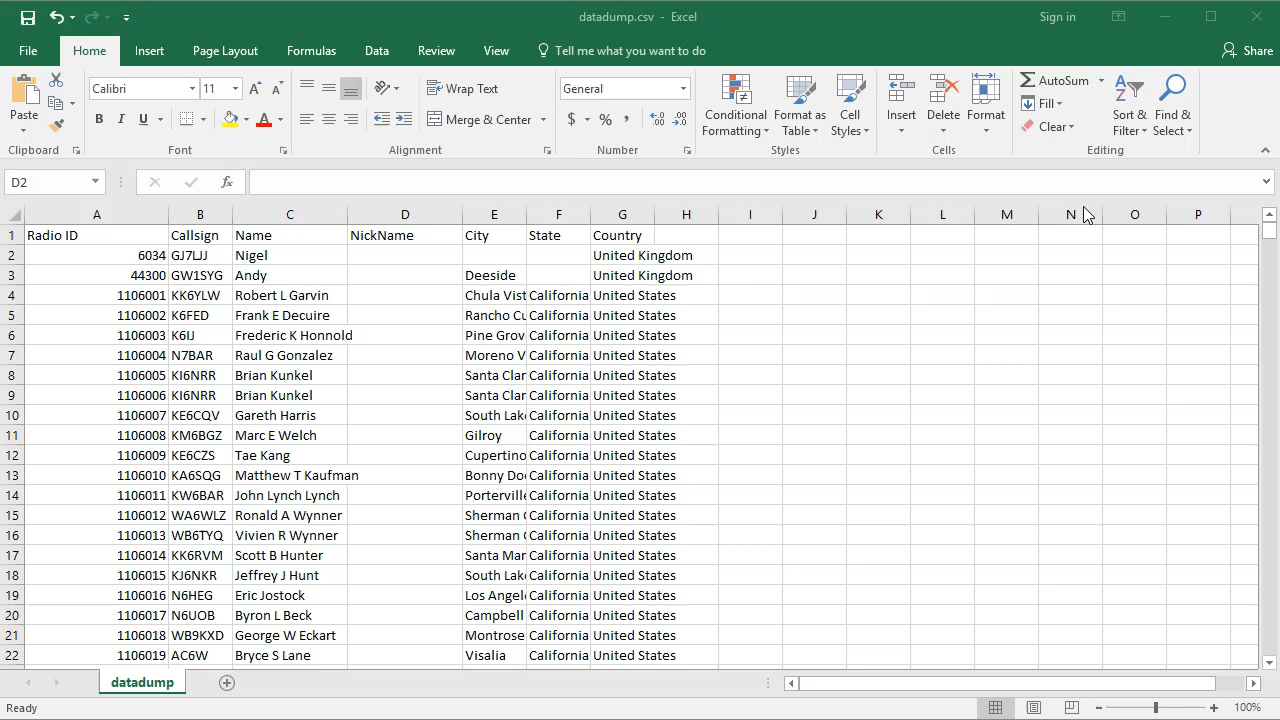 datadump.csv - Excel
Sign in
File Home Insert Page Layout Formulas Data Review View Tell me what you want to do Share
Calibri 11 Wrap Text General AutoSum
Paste Conditional Format as Cell Insert Delete Format Fill Sort & Find &
B I U Merge & Center $ % , Formatting Table Styles Clear Filter Select
Clipboard Font Alignment Number Styles Cells Editing
D2 fx
A B C D E F G H I J K L M N O P
1 Radio ID Callsign Name NickName City State Country
2 6034 GJ7LJJ Nigel United Kingdom
3 44300 GW1SYG Andy Deeside United Kingdom
4 1106001 KK6YLW Robert L Garvin Chula Vist California United States
5 1106002 K6FED Frank E Decuire Rancho Cu California United States
6 1106003 K6IJ Frederic K Honnold Pine Grov California United States
7 1106004 N7BAR Raul G Gonzalez Moreno V California United States
8 1106005 KI6NRR Brian Kunkel Santa Clar California United States
9 1106006 KI6NRR Brian Kunkel Santa Clar California United States
10 1106007 KE6CQV Gareth Harris South Lake California United States
11 1106008 KM6BGZ Marc E Welch Gilroy California United States
12 1106009 KE6CZS Tae Kang Cupertino California United States
13 1106010 KA6SQG Matthew T Kaufman Bonny Doo California United States
14 1106011 KW6BAR John Lynch Lynch Porterville California United States
15 1106012 WA6WLZ Ronald A Wynner Sherman O California United States
16 1106013 WB6TYQ Vivien R Wynner Sherman O California United States
17 1106014 KK6RVM Scott B Hunter Santa Mar California United States
18 1106015 KJ6NKR Jeffrey J Hunt South Lake California United States
19 1106016 N6HEG Eric Jostock Los Angele California United States
20 1106017 N6UOB Byron L Beck Campbell California United States
21 1106018 WB9KXD George W Eckart Montrose California United States
22 1106019 AC6W Bryce S Lane Visalia California United States
datadump
Ready 100%